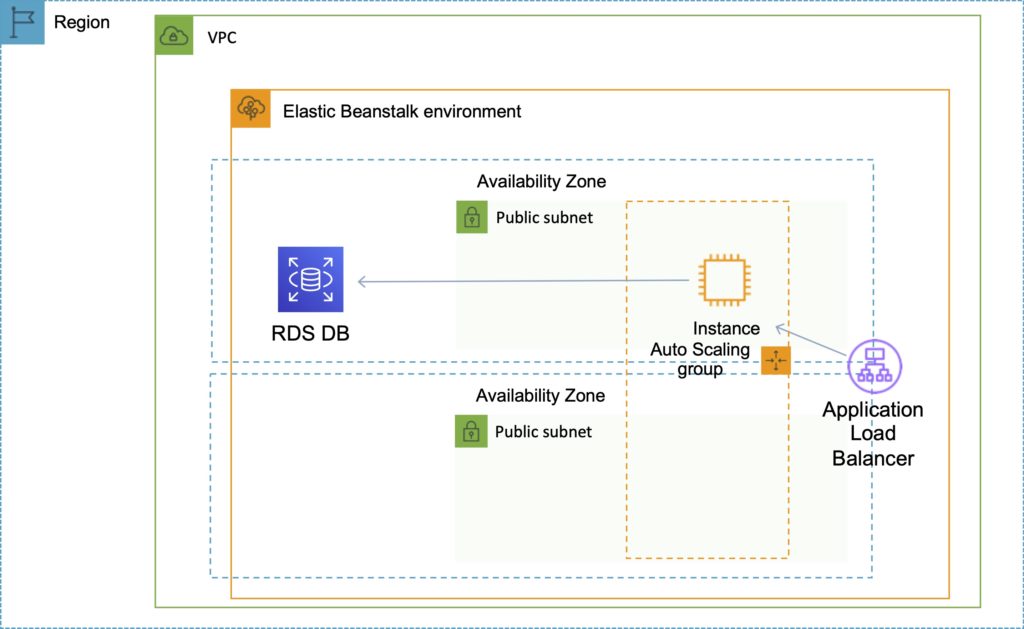 Region
VPC
Elastic Beanstalk environment
Availability Zone
Public subnet
RDS DB
Instance
Auto Scaling
group
Application
Load
Balancer
Availability Zone
Public subnet